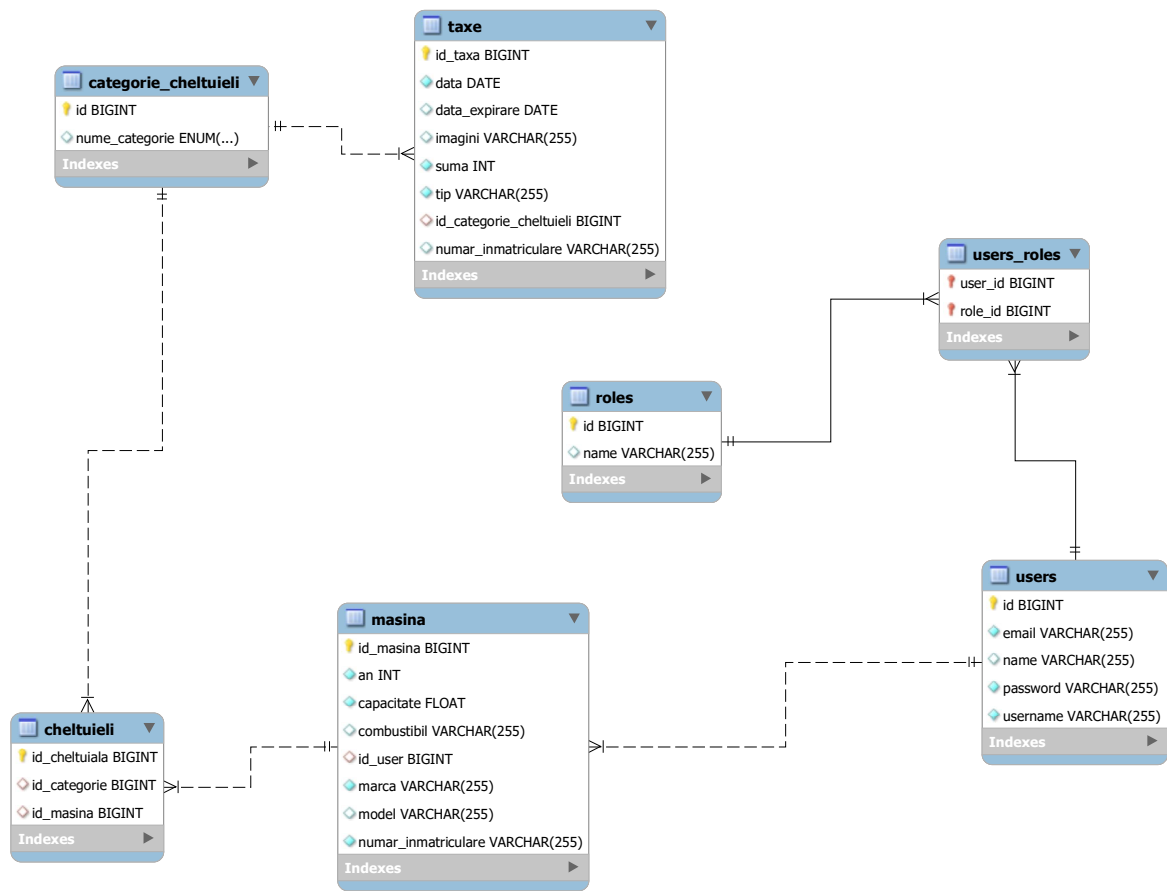 taxe
id_taxa BIGINT
data DATE
data_expirare DATE
imagini VARCHAR(255)
suma INT
tip VARCHAR(255)
id_categorie_cheltuieli BIGINT
numar_inmatriculare VARCHAR(255)
Indexes
categorie_cheltuieli
id BIGINT
nume_categorie ENUM(...)
Indexes
users_roles
user_id BIGINT
role_id BIGINT
Indexes
roles
id BIGINT
name VARCHAR(255)
Indexes
users
id BIGINT
email VARCHAR(255)
name VARCHAR(255)
password VARCHAR(255)
username VARCHAR(255)
Indexes
masina
id_masina BIGINT
an INT
capacitate FLOAT
combustibil VARCHAR(255)
id_user BIGINT
marca VARCHAR(255)
model VARCHAR(255)
numar_inmatriculare VARCHAR(255)
Indexes
cheltuieli
id_cheltuiala BIGINT
id_categorie BIGINT
id_masina BIGINT
Indexes